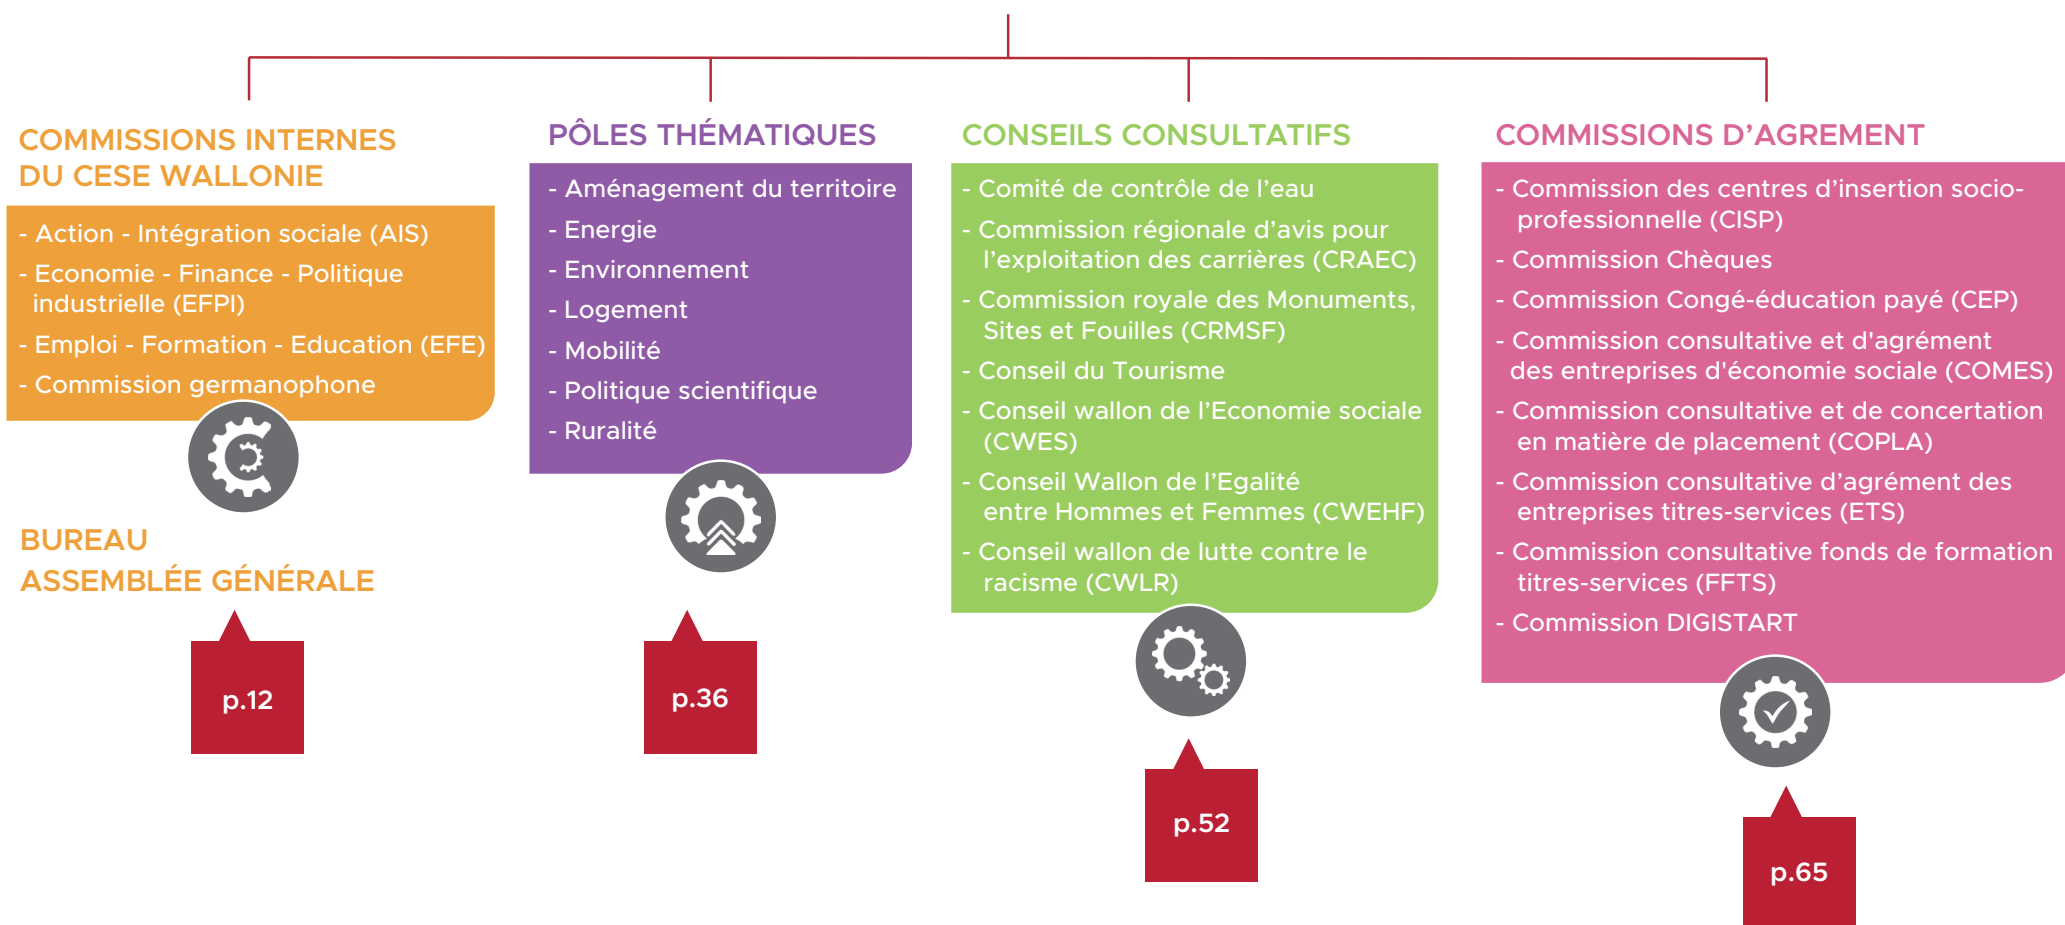 COMMISSIONS INTERNES
DU CESE WALLONIE
- Action - Intégration sociale (AIS)
- Economie - Finance - Politique
industrielle (EFPI)
- Emploi - Formation - Education (EFE)
- Commission germanophone
BUREAU
ASSEMBLÉE GÉNÉRALE
p.12
PÔLES THÉMATIQUES
- Aménagement du territoire
- Energie
- Environnement
- Logement
- Mobilité
- Politique scientifique
- Ruralité
p.36
CONSEILS CONSULTATIFS
- Comité de contrôle de l’eau
- Commission régionale d’avis pour
l’exploitation des carrières (CRAEC)
- Commission royale des Monuments,
Sites et Fouilles (CRMSF)
- Conseil du Tourisme
- Conseil wallon de l’Economie sociale
(CWES)
- Conseil Wallon de l’Egalité
entre Hommes et Femmes (CWEHF)
- Conseil wallon de lutte contre le
racisme (CWLR)
p.52
COMMISSIONS D’AGREMENT
- Commission des centres d’insertion socio-
professionnelle (CISP)
- Commission Chèques
- Commission Congé-éducation payé (CEP)
- Commission consultative et d'agrément
des entreprises d'économie sociale (COMES)
- Commission consultative et de concertation
en matière de placement (COPLA)
- Commission consultative d’agrément des
entreprises titres-services (ETS)
- Commission consultative fonds de formation
titres-services (FFTS)
- Commission DIGISTART
p.65